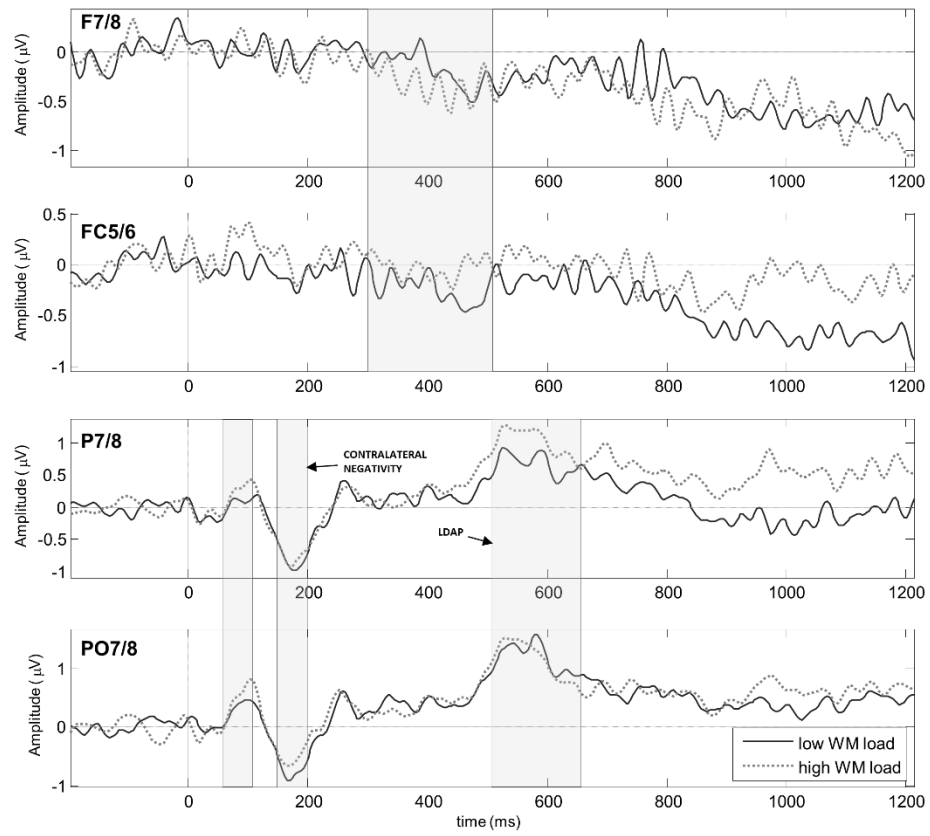 F7/8
Amplitude ( μV)
0
-0.5
-1
0 200 400 600 800 1000 1200
FC5/6
Amplitude ( μV)
0.5
0
-0.5
-1
0 200 400 600 800 1000 1200
P7/8
Amplitude ( μV)
1
0.5
0
-0.5
-1
CONTRALATERAL
NEGATIVITY
LDAP
0 200 400 600 800 1000 1200
PO7/8
Amplitude ( μV)
1
0
-1
low WM load
high WM load
0 200 400 600 800 1000 1200
time (ms)